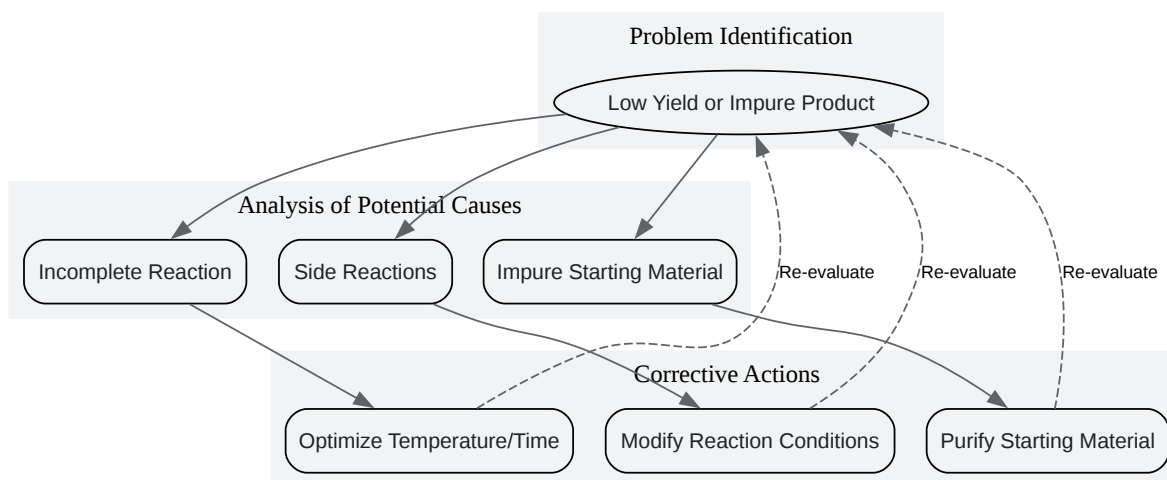 Problem Identification
Low Yield or Impure Product
Analysis of Potential Causes
Incomplete Reaction
Side Reactions
Impure Starting Material
Re-evaluate
Re-evaluate
Re-evaluate
Corrective Actions
Optimize Temperature/Time
Modify Reaction Conditions
Purify Starting Material